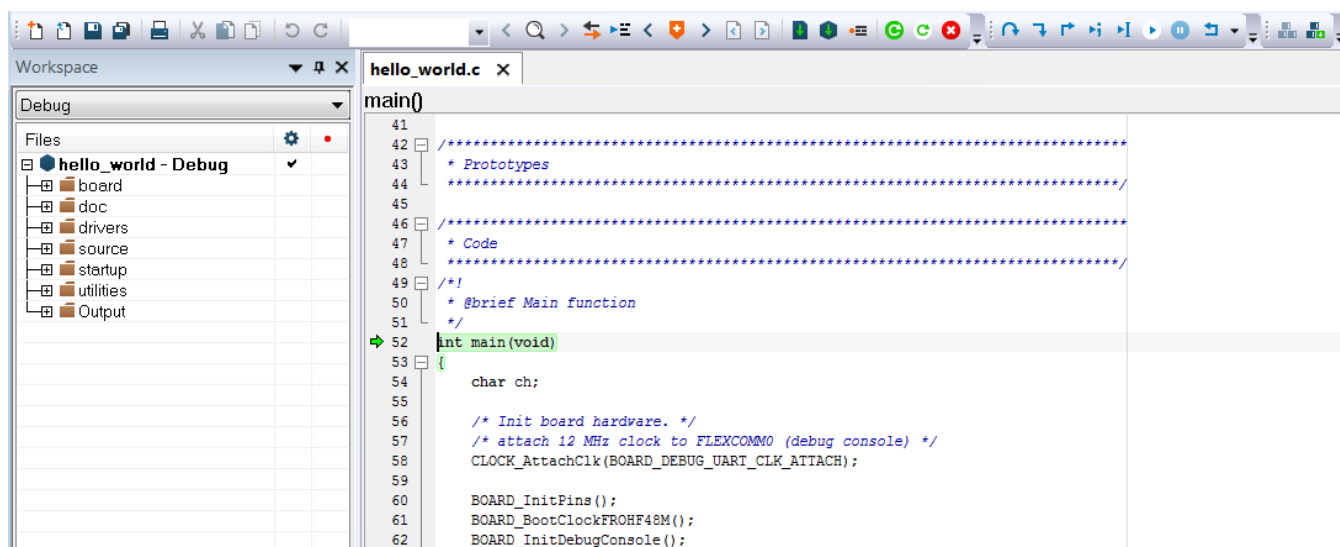 Workspace
hello_world.c
Debug
main()
Files
hello_world - Debug
board
doc
drivers
source
startup
utilities
Output
41
42 /*******************************************************************************
43  * Prototypes
44  ******************************************************************************/
45
46 /*******************************************************************************
47  * Code
48  ******************************************************************************/
49 /*!
50  * @brief Main function
51  */
52 int main(void)
53 {
54     char ch;
55
56     /* Init board hardware. */
57     /* attach 12 MHz clock to FLEXCOMM0 (debug console) */
58     CLOCK_AttachClk(BOARD_DEBUG_UART_CLK_ATTACH);
59
60     BOARD_InitPins();
61     BOARD_BootClockFROHF48M();
62     BOARD_InitDebugConsole();